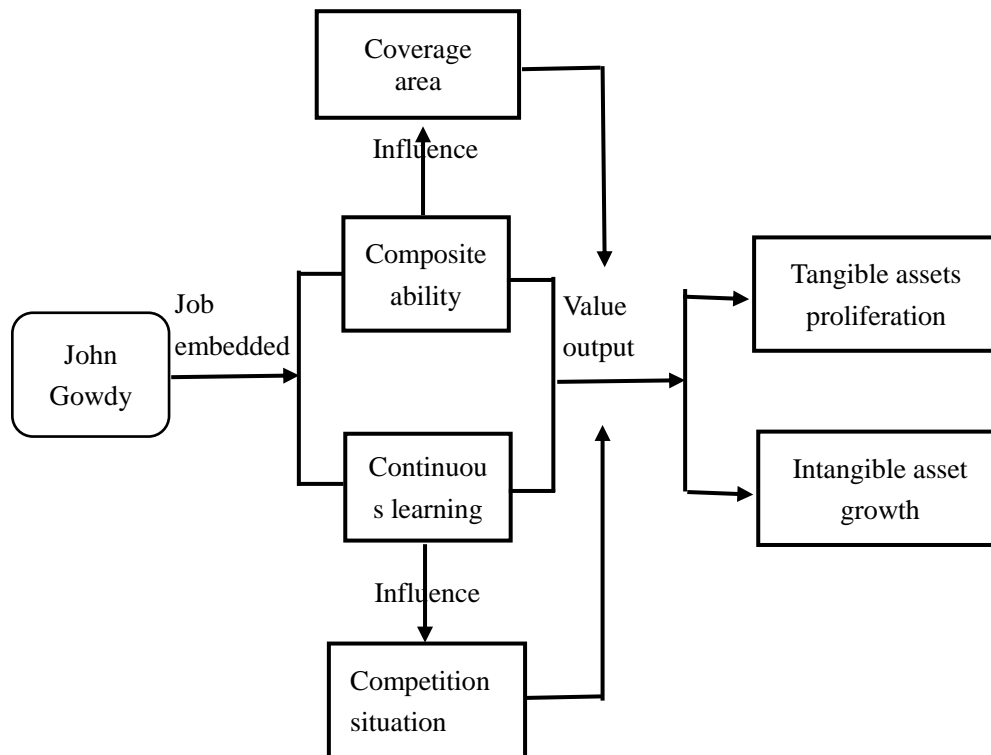 Coverage
area
Influence
Composite
ability
Job
embedded
John
Gowdy
Value
output
Tangible assets
proliferation
Continuou
s learning
Intangible asset
growth
Influence
Competition
situation